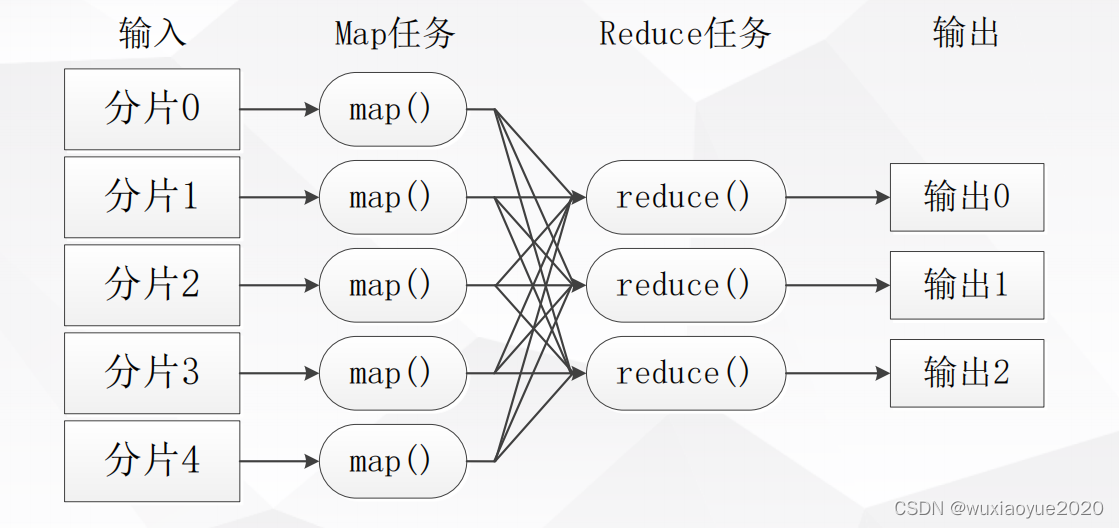 输入 Map任务 Reduce任务 输出
分片0 map()
分片1 map() reduce() 输出0
分片2 map() reduce() 输出1
分片3 map() reduce() 输出2
分片4 map()
CSDN @wuxiaoyue2020